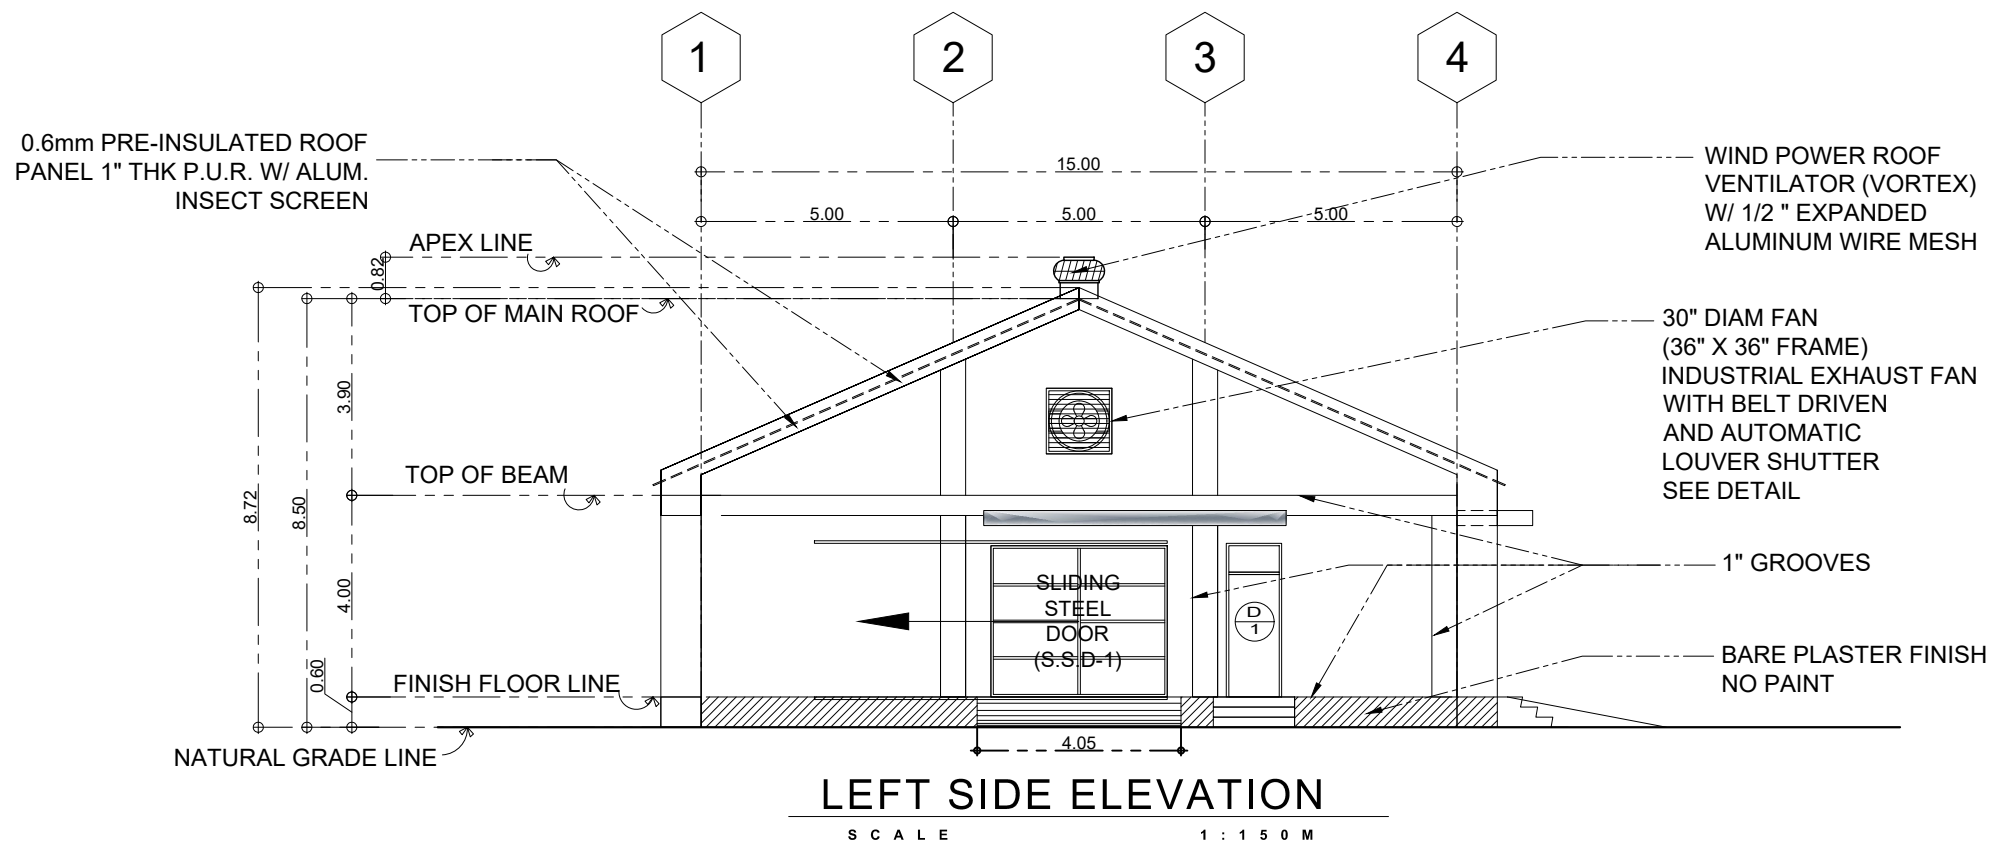 1
2
3
4
0.6mm PRE-INSULATED ROOF
PANEL 1" THK P.U.R. W/ ALUM.
INSECT SCREEN
15.00
5.00
5.00
5.00
WIND POWER ROOF
VENTILATOR (VORTEX)
W/ 1/2 " EXPANDED
ALUMINUM WIRE MESH
APEX LINE
0.82
TOP OF MAIN ROOF
30" DIAM FAN
(36" X 36" FRAME)
INDUSTRIAL EXHAUST FAN
WITH BELT DRIVEN
AND AUTOMATIC
LOUVER SHUTTER
SEE DETAIL
3.90
TOP OF BEAM
8.72
8.50
4.00
1" GROOVES
SLIDING
STEEL
DOOR
(S.S.D-1)
D
1
0.60
FINISH FLOOR LINE
BARE PLASTER FINISH
NO PAINT
NATURAL GRADE LINE
4.05
LEFT SIDE ELEVATION
SCALE 1:150M